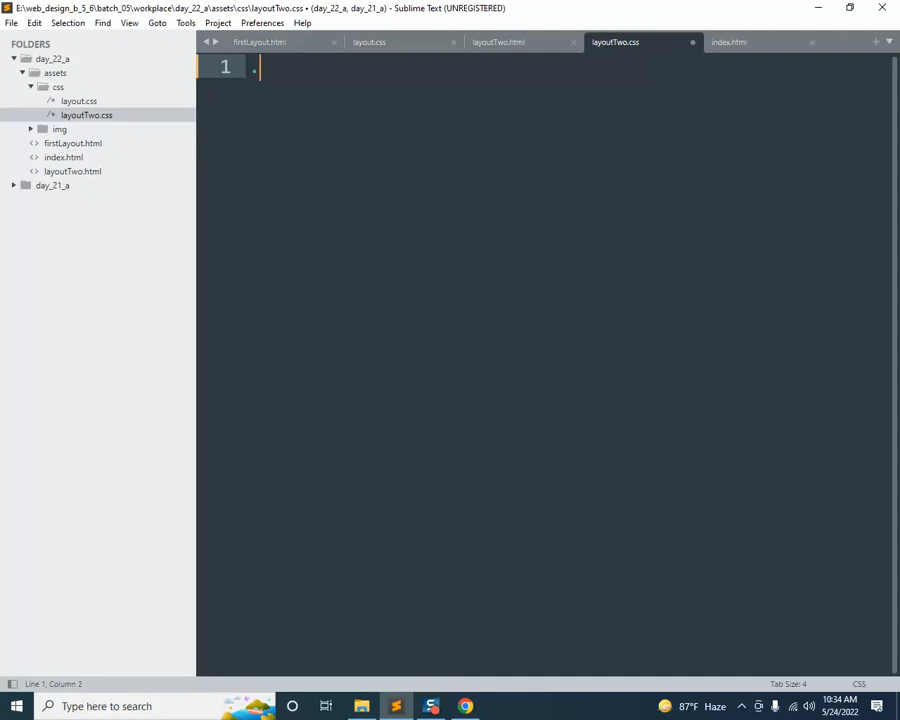 E:\web_design_b_5_6\batch_05\workplace\day_22_a\assets\css\layoutTwo.css • (day_22_a, day_21_a) - Sublime Text (UNREGISTERED)
File Edit Selection Find View Goto Tools Project Preferences Help
FOLDERS
firstLayout.html layout.css layoutTwo.html layoutTwo.css index.html
day_22_a
assets
css
layout.css
layoutTwo.css
img
firstLayout.html
index.html
layoutTwo.html
day_21_a
1 .
Line 1, Column 2 Tab Size: 4 CSS
Type here to search 87°F Haze 10:34 AM
5/24/2022